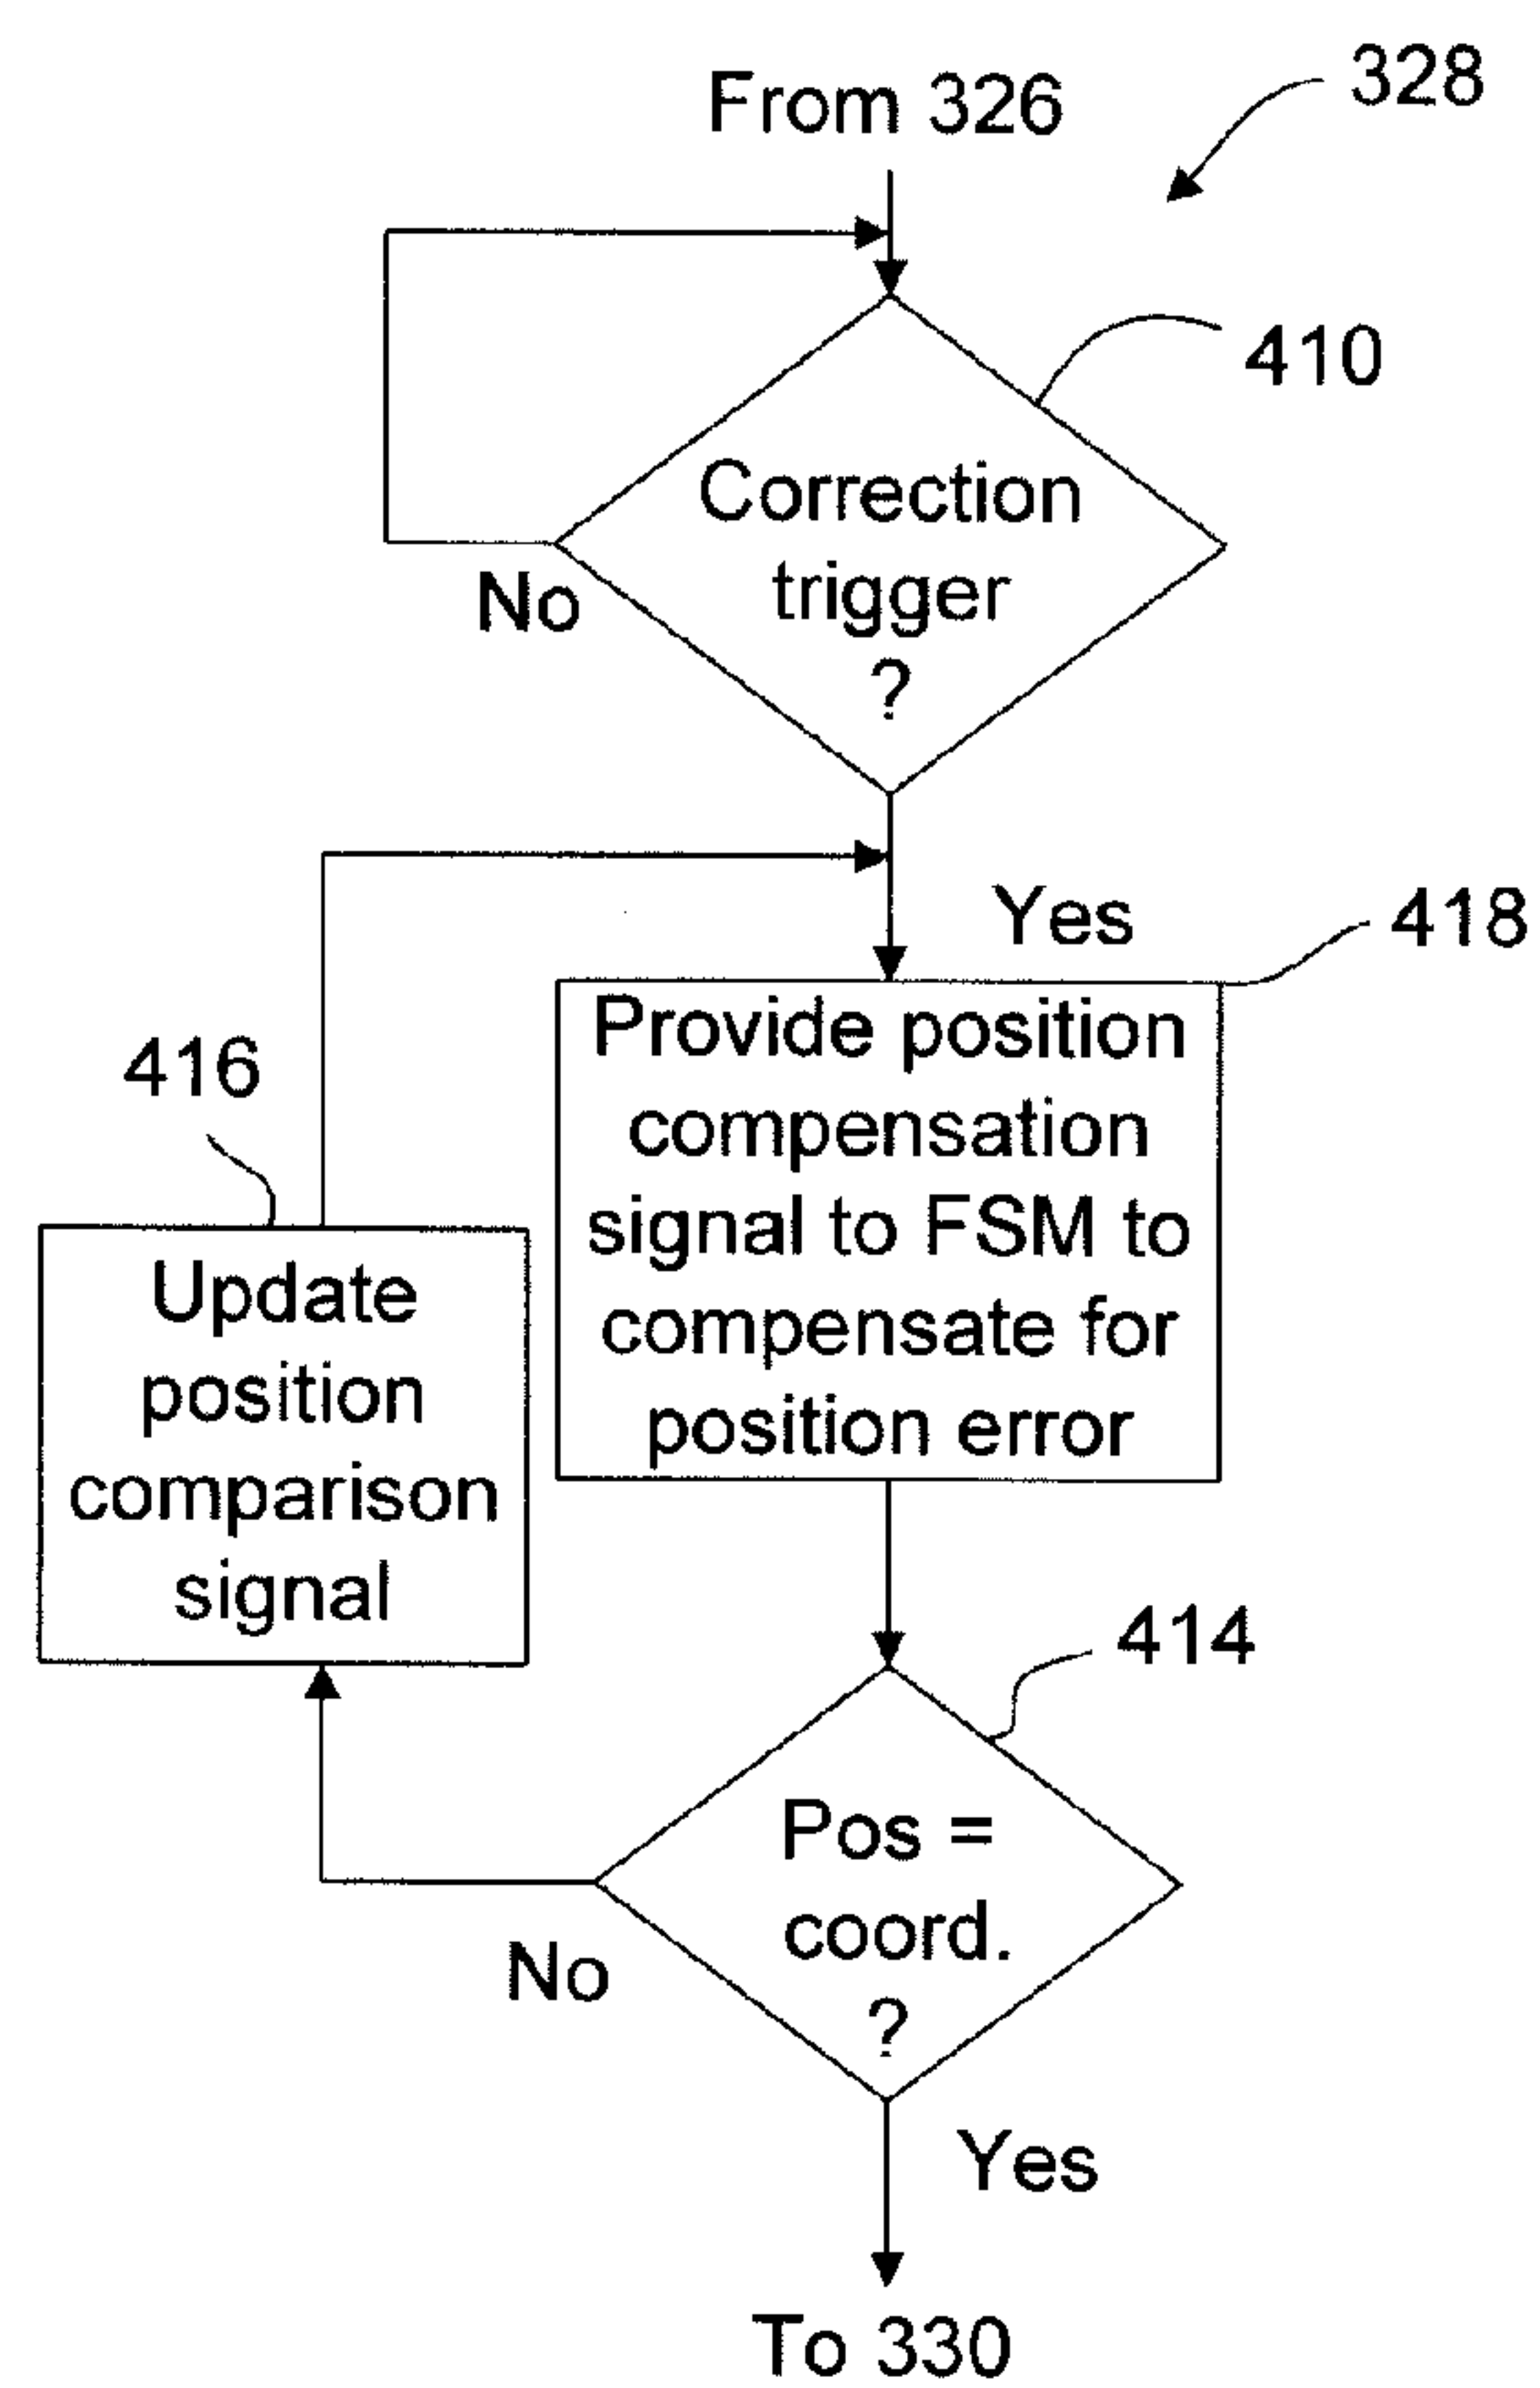 From 326
328
410
Correction
trigger
?
No
Yes
418
Provide position
compensation
signal to FSM to
compensate for
position error
416
Update
position
comparison
signal
414
Pos =
coord.
?
No
Yes
To 330